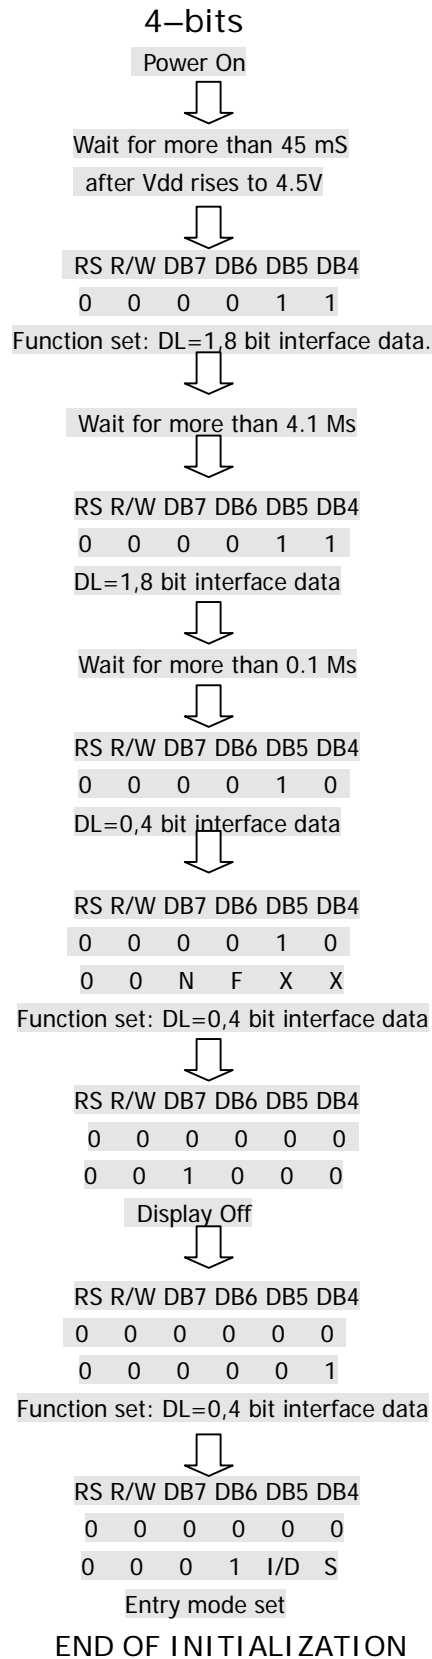 4–bits
Power On
Wait for more than 45 mS
after Vdd rises to 4.5V
RS R/W DB7 DB6 DB5 DB4
0 0 0 0 1 1
Function set: DL=1,8 bit interface data.
Wait for more than 4.1 Ms
RS R/W DB7 DB6 DB5 DB4
0 0 0 0 1 1
DL=1,8 bit interface data
Wait for more than 0.1 Ms
RS R/W DB7 DB6 DB5 DB4
0 0 0 0 1 0
DL=0,4 bit interface data
RS R/W DB7 DB6 DB5 DB4
0 0 0 0 1 0
0 0 N F X X
Function set: DL=0,4 bit interface data
RS R/W DB7 DB6 DB5 DB4
0 0 0 0 0 0
0 0 1 0 0 0
Display Off
RS R/W DB7 DB6 DB5 DB4
0 0 0 0 0 0
0 0 0 0 0 1
Function set: DL=0,4 bit interface data
RS R/W DB7 DB6 DB5 DB4
0 0 0 0 0 0
0 0 0 1 I/D S
Entry mode set
END OF INITIALIZATION